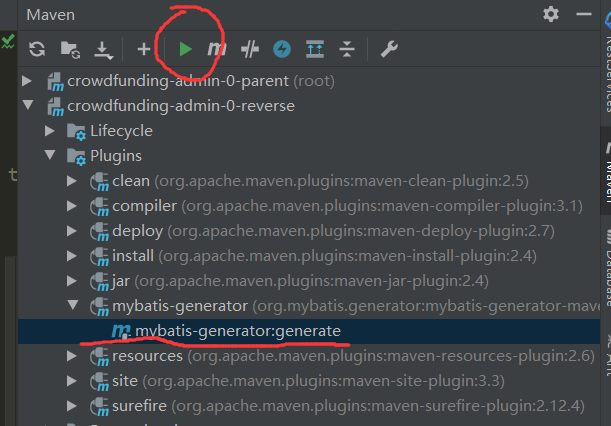 Maven
m
crowdfunding-admin-0-parent (root)
crowdfunding-admin-0-reverse
Lifecycle
t
Plugins
clean (org.apache.maven.plugins:maven-clean-plugin:2.5)
compiler (org.apache.maven.plugins:maven-compiler-plugin:3.1)
deploy (org.apache.maven.plugins:maven-deploy-plugin:2.7)
install (org.apache.maven.plugins:maven-install-plugin:2.4)
jar (org.apache.maven.plugins:maven-jar-plugin:2.4)
mybatis-generator (org.mybatis.generator:mybatis-generator-mave
mybatis-generator:generate
resources (org.apache.maven.plugins:maven-resources-plugin:2.6)
site (org.apache.maven.plugins:maven-site-plugin:3.3)
surefire (org.apache.maven.plugins:maven-surefire-plugin:2.12.4)
RestServices
Maven
Database